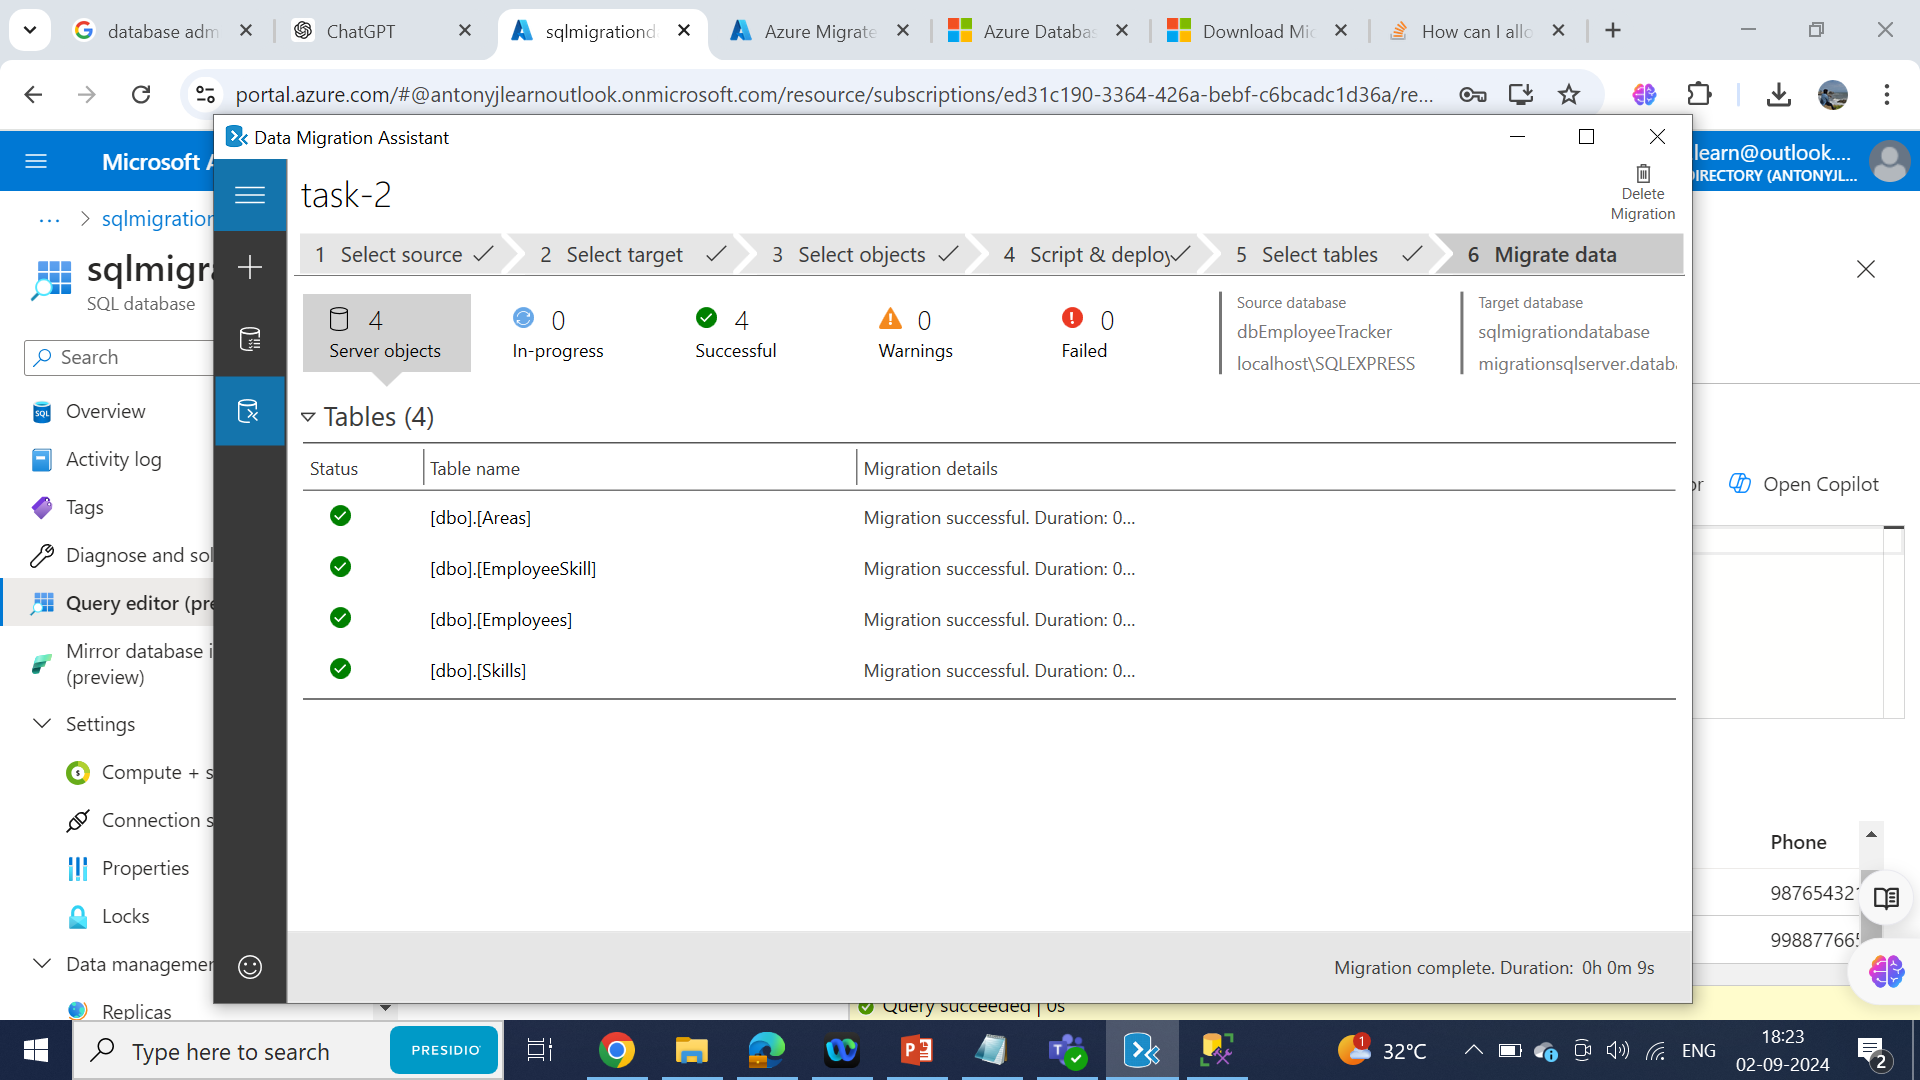 database adm
ChatGPT
sqlmigrationd
Azure Migrate
Azure Databas
Download Mic
How can I allo
portal.azure.com/#@antonyjlearnoutlook.onmicrosoft.com/resource/subscriptions/ed31c190-3364-426a-bebf-c6bcadc1d36a/re...
Microsoft A
learn@outlook....
DIRECTORY (ANTONYJL...
... > sqlmigration
sqlmigra
SQL database
Search
Overview
Activity log
Tags
Diagnose and sol
Query editor (pre
Mirror database i
(preview)
Settings
Compute + s
Connection s
Properties
Locks
Data managemen
Replicas
Data Migration Assistant
task-2
Delete
Migration
1 Select source
2 Select target
3 Select objects
4 Script & deploy
5 Select tables
6 Migrate data
4
Server objects
0
In-progress
4
Successful
0
Warnings
0
Failed
Source database
dbEmployeeTracker
localhost\SQLEXPRESS
Target database
sqlmigrationdatabase
migrationsqlserver.databa
Tables (4)
Status
Table name
Migration details
[dbo].[Areas]
Migration successful. Duration: 0...
[dbo].[EmployeeSkill]
Migration successful. Duration: 0...
[dbo].[Employees]
Migration successful. Duration: 0...
[dbo].[Skills]
Migration successful. Duration: 0...
Migration complete. Duration: 0h 0m 9s
or
Open Copilot
Phone
987654321
998877665
Query succeeded | 0s
Type here to search
PRESIDIO
1
32°C
ENG
18:23
02-09-2024
2